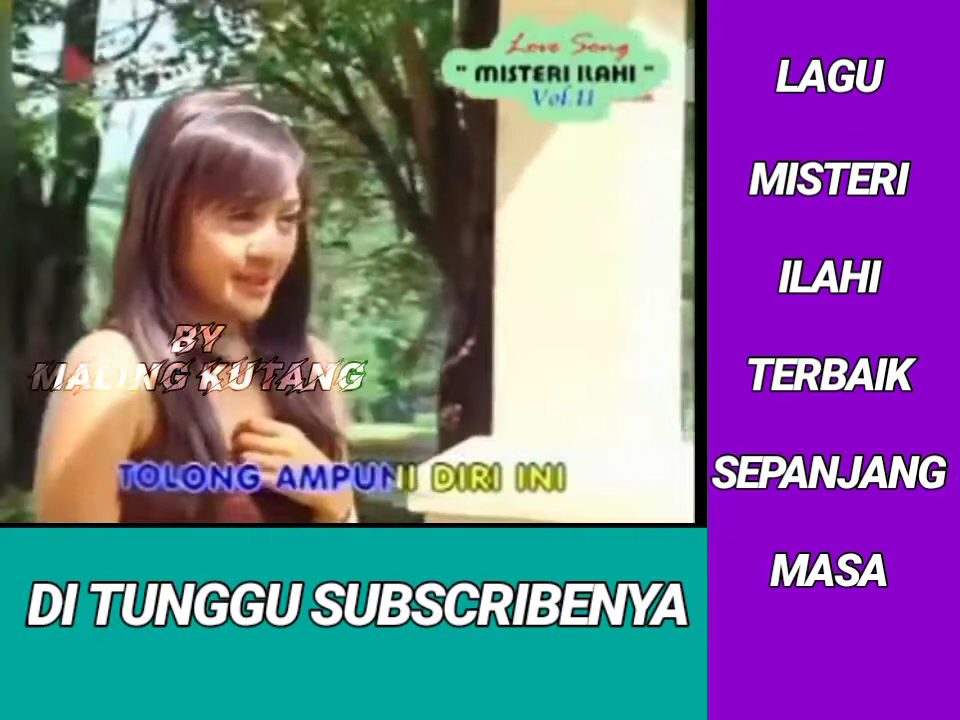 Love Song
" MISTERI ILAHI "
Vol.11
BY
MALING KUTANG
TOLONG AMPUNI DIRI INI
DI TUNGGU SUBSCRIBENYA
LAGU
MISTERI
ILAHI
TERBAIK
SEPANJANG
MASA